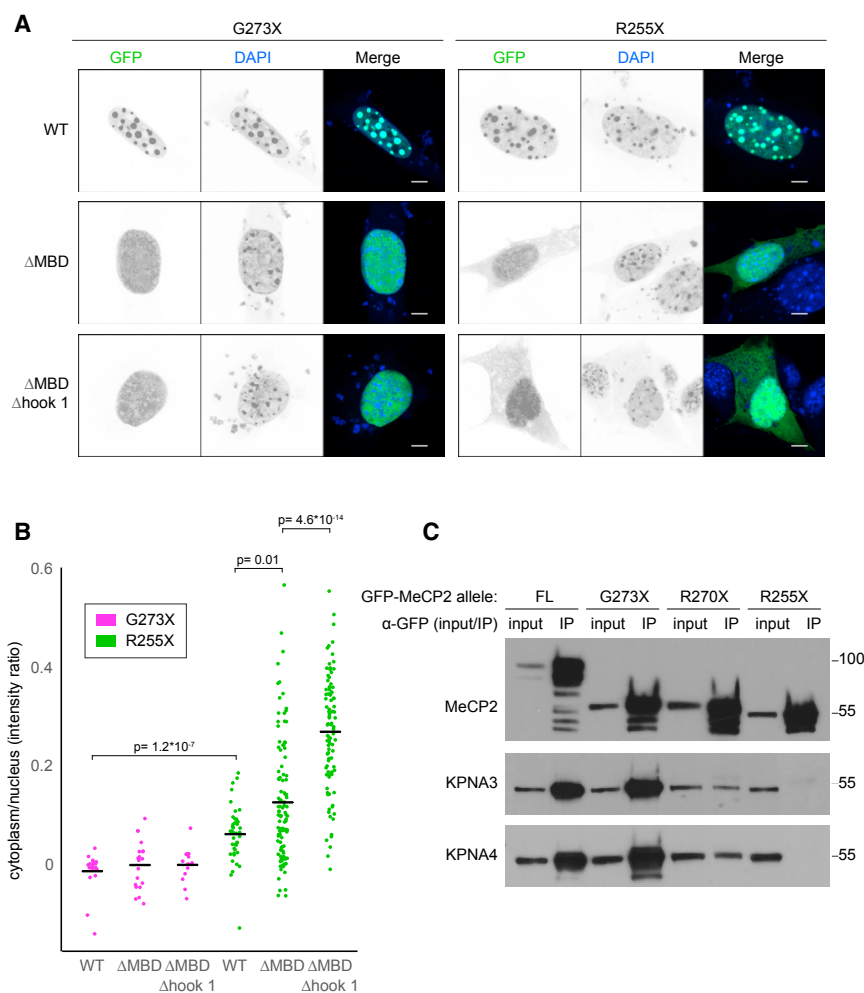 A
G273X
R255X
GFP DAPI Merge GFP DAPI Merge
WT
ΔMBD
ΔMBD
Δhook 1
B
p= 4.6*10-14
p= 0.01
0.6
G273X
R255X
0.4
p= 1.2*10-7
0.2
0
cytoplasm/nucleus (intensity ratio)
WT ΔMBD ΔMBD WT ΔMBD ΔMBD
Δhook 1 Δhook 1
C
GFP-MeCP2 allele: FL G273X R270X R255X
α-GFP (input/IP) input IP input IP input IP input IP
MeCP2
–100
–55
KPNA3
–55
KPNA4
–55